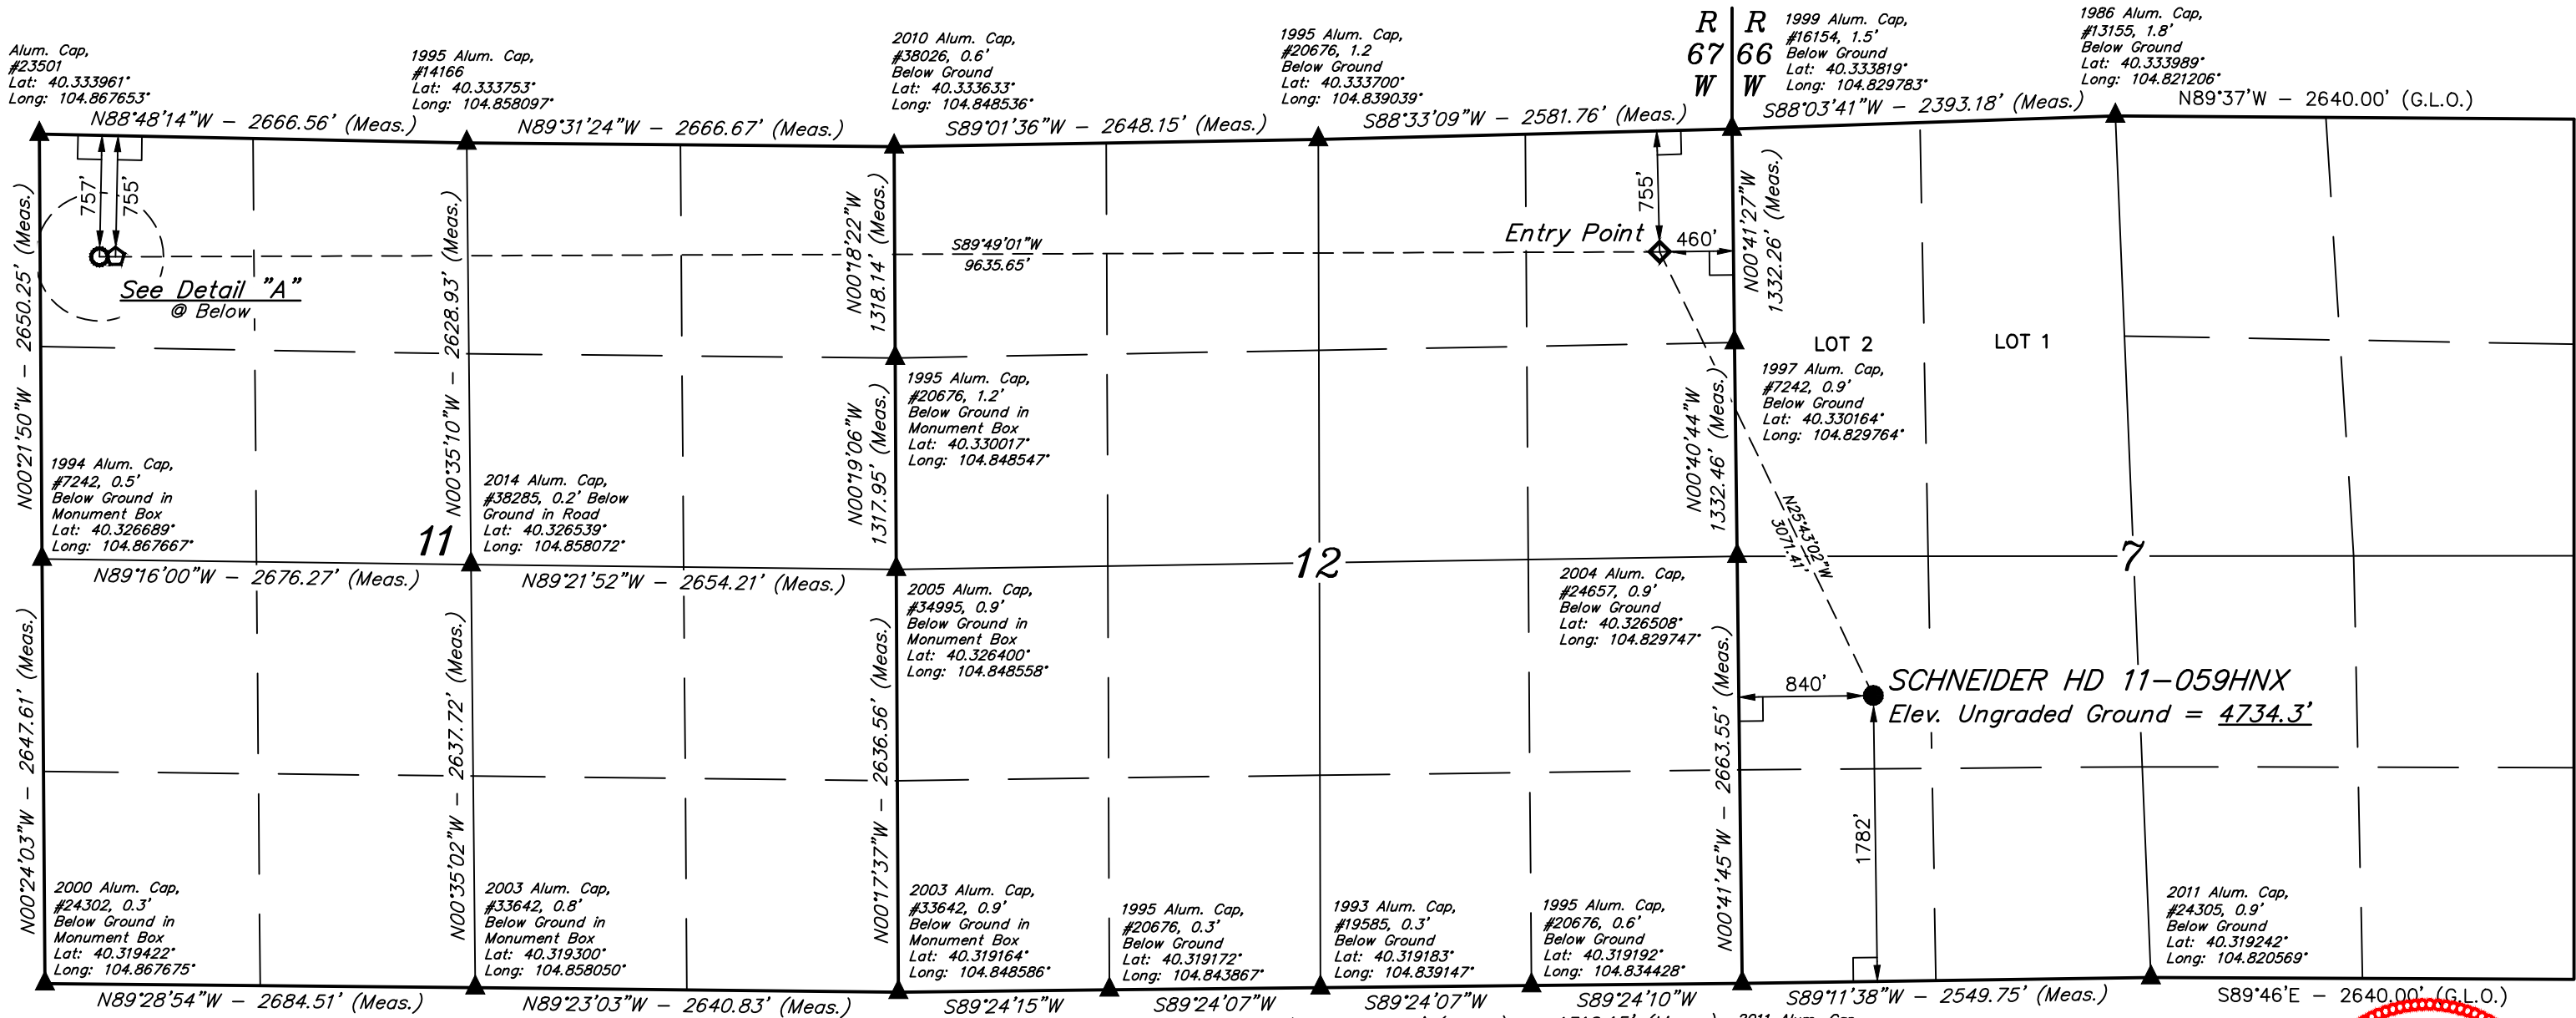 Alum. Cap,
#23501
Lat: 40.333961°
Long: 104.867653°
1995 Alum. Cap,
#14166
Lat: 40.333753°
Long: 104.858097°
2010 Alum. Cap,
#38026, 0.6'
Below Ground
Lat: 40.333633°
Long: 104.848536°
1995 Alum. Cap,
#20676, 1.2
Below Ground
Lat: 40.333700°
Long: 104.839039°
R R
67 66
W W
1999 Alum. Cap,
#16154, 1.5'
Below Ground
Lat: 40.333819°
Long: 104.829783°
1986 Alum. Cap,
#13155, 1.8'
Below Ground
Lat: 40.333989°
Long: 104.821206°
N88°48'14"W - 2666.56' (Meas.)
N89°31'24"W - 2666.67' (Meas.)
S89°01'36"W - 2648.15' (Meas.)
S88°33'09"W - 2581.76' (Meas.)
S88°03'41"W - 2393.18' (Meas.)
N89°37'W - 2640.00' (G.L.O.)
757'
755'
755'
N00°21'50"W - 2650.25' (Meas.)
N00°35'10"W - 2628.93' (Meas.)
N00°18'22"W
1318.14' (Meas.)
N00°41'27"W
1332.26' (Meas.)
S89°49'01"W
9635.65'
Entry Point
460'
See Detail "A"
@ Below
LOT 2
LOT 1
1995 Alum. Cap,
#20676, 1.2'
Below Ground in
Monument Box
Lat: 40.330017°
Long: 104.848547°
1997 Alum. Cap,
#7242, 0.9'
Below Ground
Lat: 40.330164°
Long: 104.829764°
N00°19'06"W
1317.95' (Meas.)
N00°40'44"W
1332.46' (Meas.)
1994 Alum. Cap,
#7242, 0.5'
Below Ground in
Monument Box
Lat: 40.326689°
Long: 104.867667°
2014 Alum. Cap,
#38285, 0.2' Below
Ground in Road
Lat: 40.326539°
Long: 104.858072°
N25°43'02"W
3071.41'
11
12
7
N89°16'00"W - 2676.27' (Meas.)
N89°21'52"W - 2654.21' (Meas.)
2005 Alum. Cap,
#34995, 0.9'
Below Ground in
Monument Box
Lat: 40.326400°
Long: 104.848558°
2004 Alum. Cap,
#24657, 0.9'
Below Ground
Lat: 40.326508°
Long: 104.829747°
N00°24'03"W - 2647.61' (Meas.)
N00°35'02"W - 2637.72' (Meas.)
N00°17'37"W - 2636.56' (Meas.)
N00°41'45"W - 2663.55' (Meas.)
840'
SCHNEIDER HD 11-059HNX
Elev. Ungraded Ground = 4734.3'
1782'
2000 Alum. Cap,
#24302, 0.3'
Below Ground in
Monument Box
Lat: 40.319422°
Long: 104.867675°
2003 Alum. Cap,
#33642, 0.8'
Below Ground in
Monument Box
Lat: 40.319300°
Long: 104.858050°
2003 Alum. Cap,
#33642, 0.9'
Below Ground in
Monument Box
Lat: 40.319164°
Long: 104.848586°
1995 Alum. Cap,
#20676, 0.3'
Below Ground
Lat: 40.319172°
Long: 104.843867°
1993 Alum. Cap,
#19585, 0.3'
Below Ground
Lat: 40.319183°
Long: 104.839147°
1995 Alum. Cap,
#20676, 0.6'
Below Ground
Lat: 40.319192°
Long: 104.834428°
2011 Alum. Cap,
#24305, 0.9'
Below Ground
Lat: 40.319242°
Long: 104.820569°
N89°28'54"W - 2684.51' (Meas.)
N89°23'03"W - 2640.83' (Meas.)
S89°24'15"W
S89°24'07"W
S89°24'07"W
S89°24'10"W
S89°11'38"W - 2549.75' (Meas.)
S89°46'E - 2640.00' (G.L.O.)